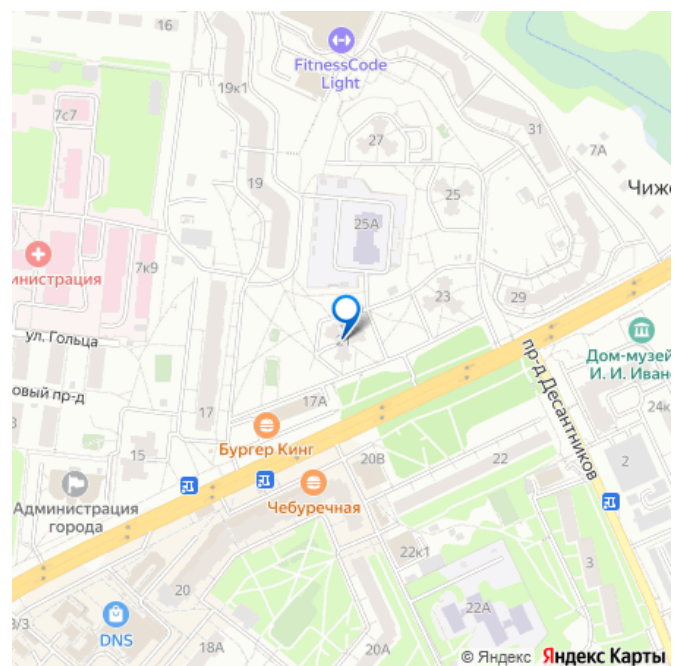 16
FitnessCode
Light
19к1
7с7
27
31
7А
19
25
Чиж
25А
7к9
министрация
23
29
ул. Гольца
21
Дом-музей
И. И. Иван
пр-д Десантников
овый пр-д
17
17А
24к
Бургер Кинг
15
20В
22
2
Администрация
города
Чебуречная
22к1
3
20
22А
3/3
DNS
18А
20А
© Яндекс Яндекс Карты